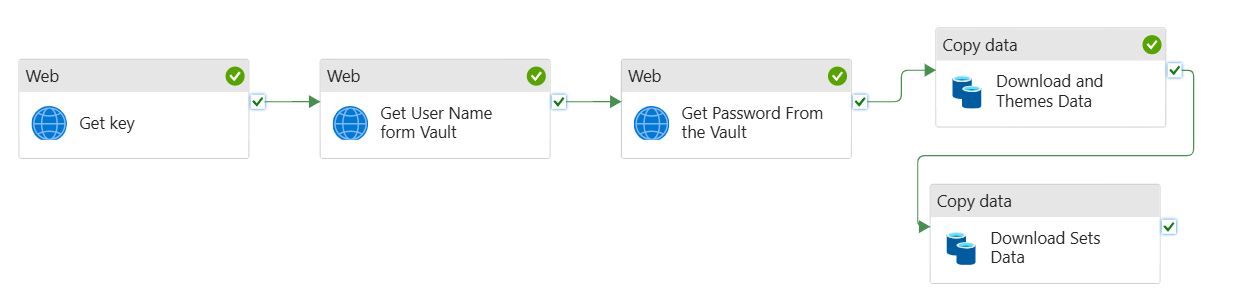 Web
Get key
Web
Get User Name
form Vault
Web
Get Password From
the Vault
Copy data
Download and
Themes Data
Copy data
Download Sets
Data